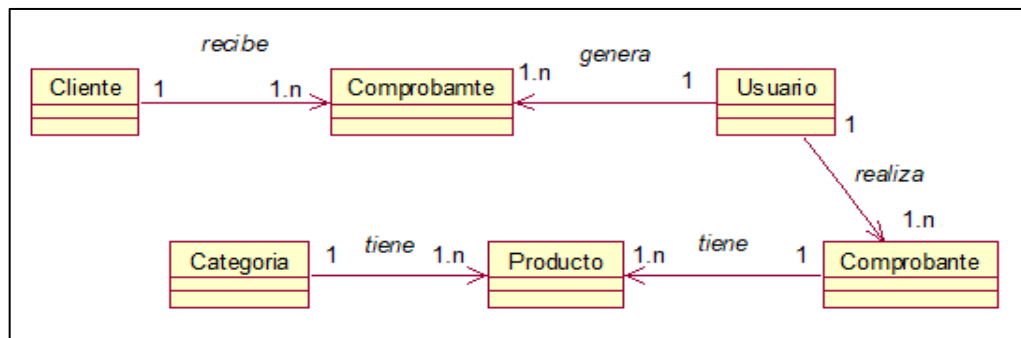 recibe
genera
Cliente 1 1.n Comprobamte 1.n 1 Usuario
1
realiza
1.n
Categoria 1 tiene 1.n Producto 1.n tiene 1 Comprobante